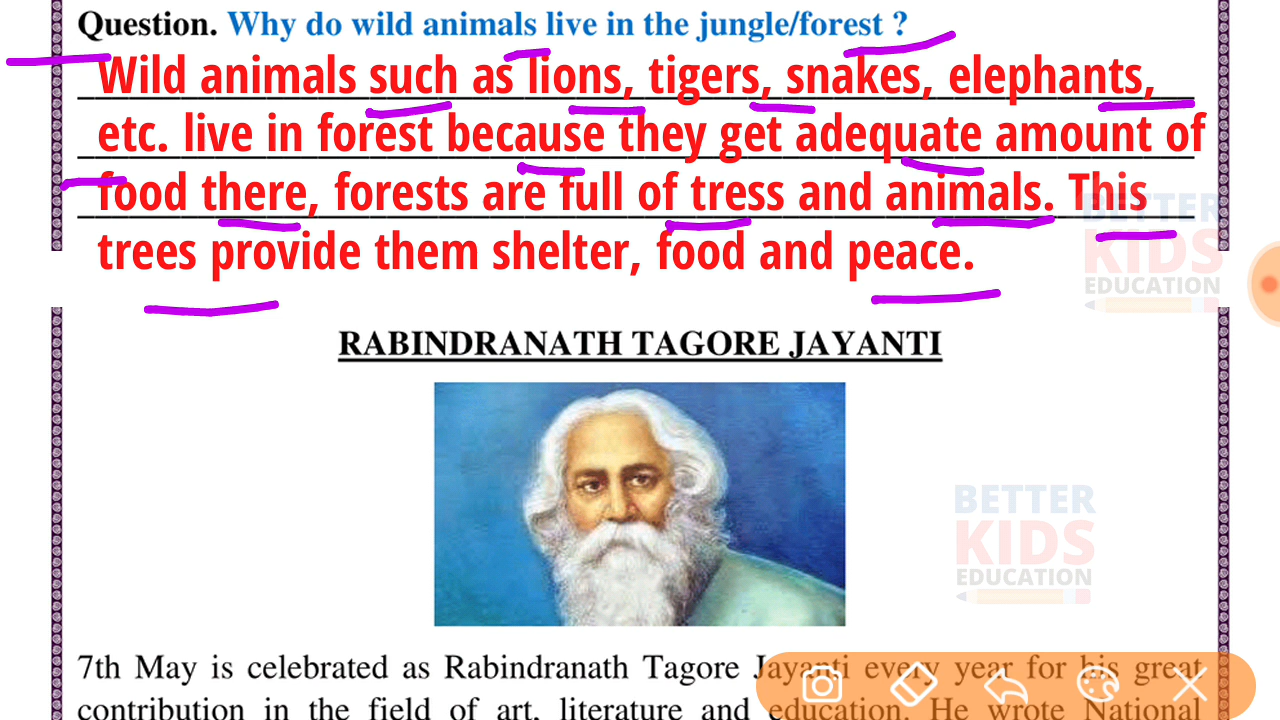 Question. Why do wild animals live in the jungle/forest ?
Wild animals such as lions, tigers, snakes, elephants,
etc. live in forest because they get adequate amount of
food there, forests are full of tress and animals. This
trees provide them shelter, food and peace.
BETTER
KIDS
EDUCATION
RABINDRANATH TAGORE JAYANTI
BETTER
KIDS
EDUCATION
7th May is celebrated as Rabindranath Tagore Jayanti every year for his great
contribution in the field of art, literature and education. He wrote National